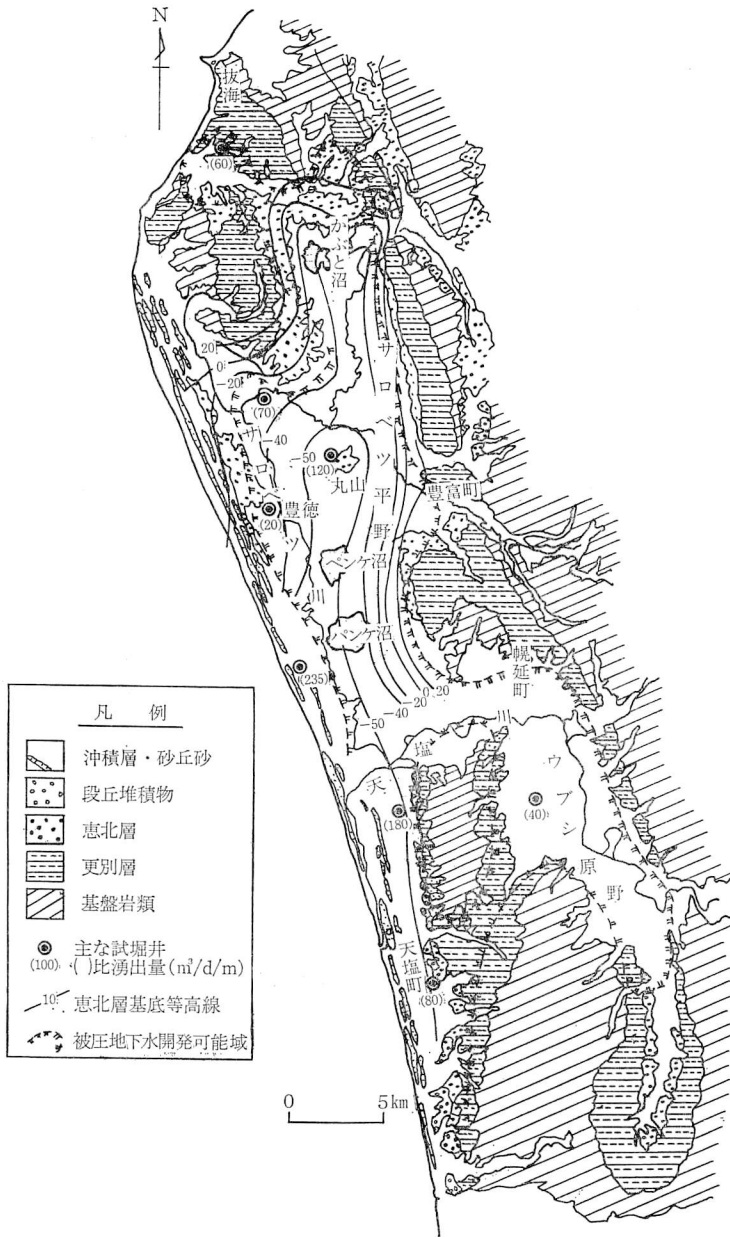 N
抜海
(60)
かぶと沼
20
0
-20
(70)
-40
-50
(120)
丸山
サロベツ平野
豊富町
サロベツ川
豊徳
(20)
ペンケ沼
パンケ沼
(235)
幌延町
0 20
-20
-40
-50
天塩川
ウブシ原野
(180)
(40)
天塩町
(80)
0 5km
凡例
沖積層・砂丘砂
段丘堆積物
恵北層
更別層
基盤岩類
主な試堀井
(100) ( )比湧出量(m³/d/m)
10 恵北層基底等高線
被圧地下水開発可能域